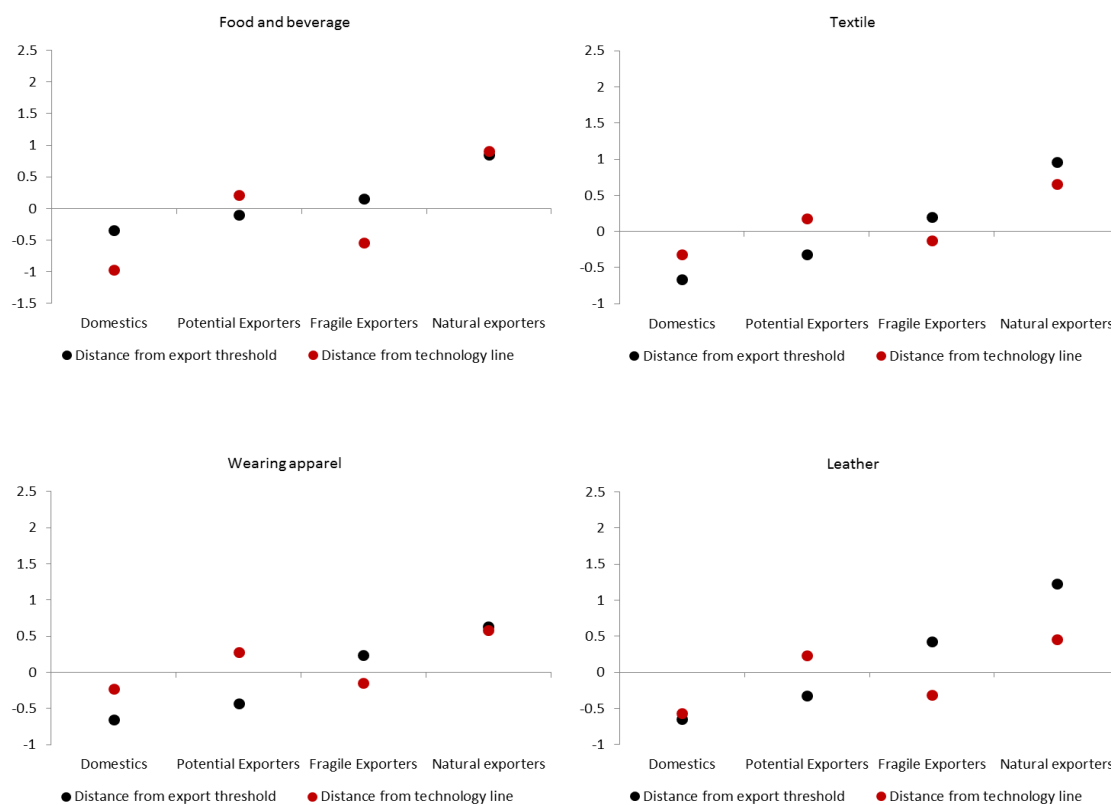 Food and beverage
2.5
2
1.5
1
0.5
0
-0.5
-1
-1.5
Domestics Potential Exporters Fragile Exporters Natural exporters
Distance from export threshold Distance from technology line
Textile
2.5
2
1.5
1
0.5
0
-0.5
-1
Domestics Potential Exporters Fragile Exporters Natural exporters
Distance from export threshold Distance from technology line
Wearing apparel
2.5
2
1.5
1
0.5
0
-0.5
-1
Domestics Potential Exporters Fragile Exporters Natural exporters
Distance from export threshold Distance from technology line
Leather
2.5
2
1.5
1
0.5
0
-0.5
-1
Domestics Potential Exporters Fragile Exporters Natural exporters
Distance from export threshold Distance from technology line